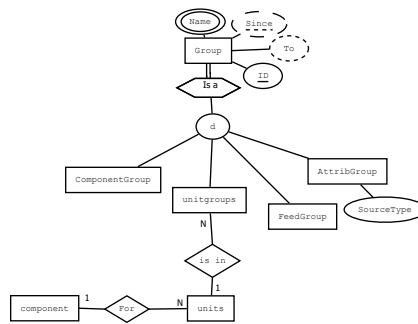 Name
Since
Group
To
ID
Is a
d
ComponentGroup
AttribGroup
unitgroups
FeedGroup
SourceType
N
is in
1
component
1
For
N
units